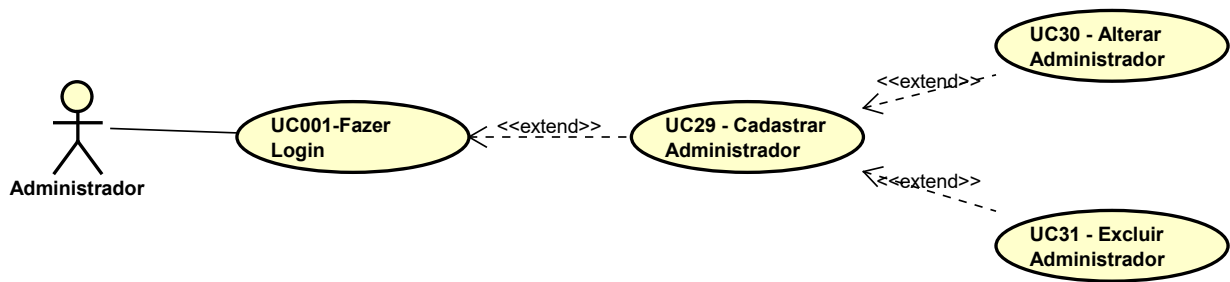 UC30 - Alterar
Administrador
<<extend>>
UC001-Fazer
Login
<<extend>>
UC29 - Cadastrar
Administrador
Administrador
<<extend>>
UC31 - Excluir
Administrador